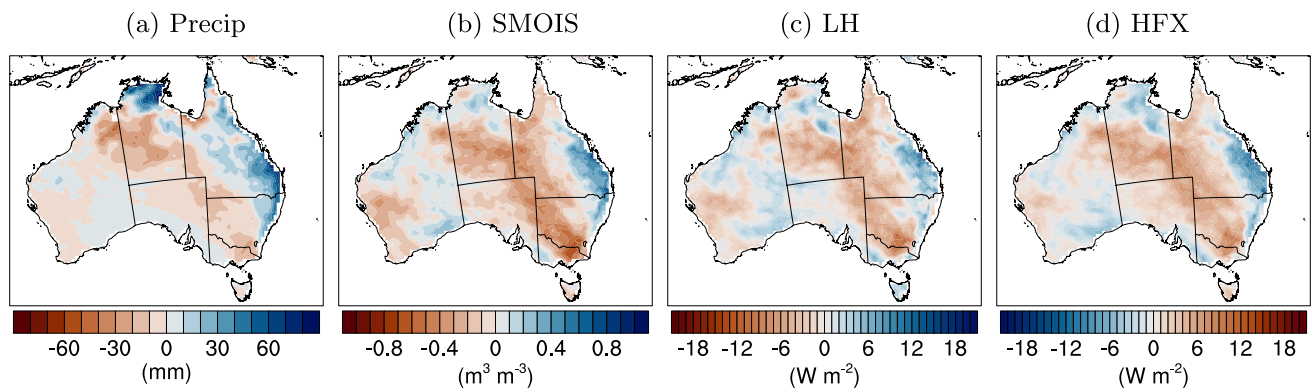 (a) Precip (b) SMOIS (c) LH (d) HFX
-60 -30 0 30 60 -0.8 -0.4 0 0.4 0.8 -18 -12 -6 0 6 12 18 -18 -12 -6 0 6 12 18
(mm) (m³ m⁻³) (W m⁻²) (W m⁻²)